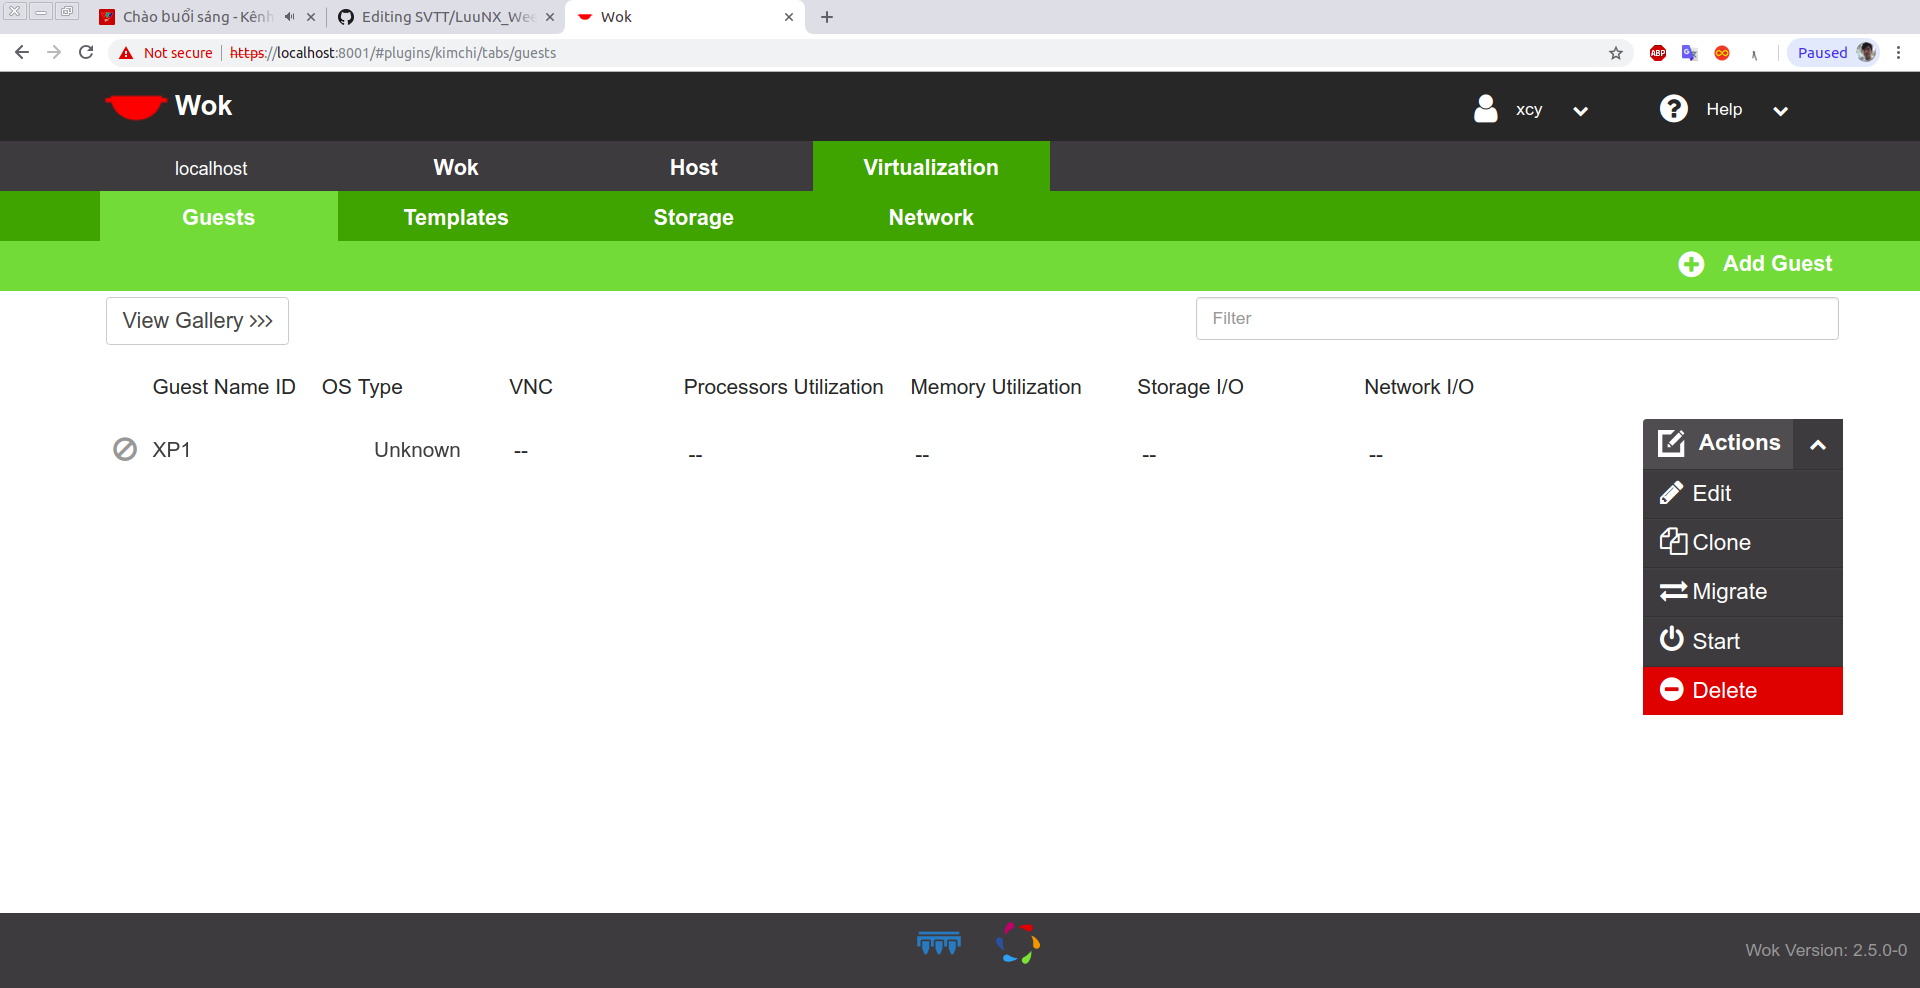 Chào buổi sáng - Kênh
Editing SVTT/LuuNX_Wee
Wok
Not secure
https://localhost:8001/#plugins/kimchi/tabs/guests
ABP
Paused
Wok
xcy
Help
localhost
Wok
Host
Virtualization
Guests
Templates
Storage
Network
Add Guest
View Gallery >>>
Filter
Guest Name ID
OS Type
VNC
Processors Utilization
Memory Utilization
Storage I/O
Network I/O
XP1
Unknown
--
--
--
--
--
Actions
Edit
Clone
Migrate
Start
Delete
Wok Version: 2.5.0-0